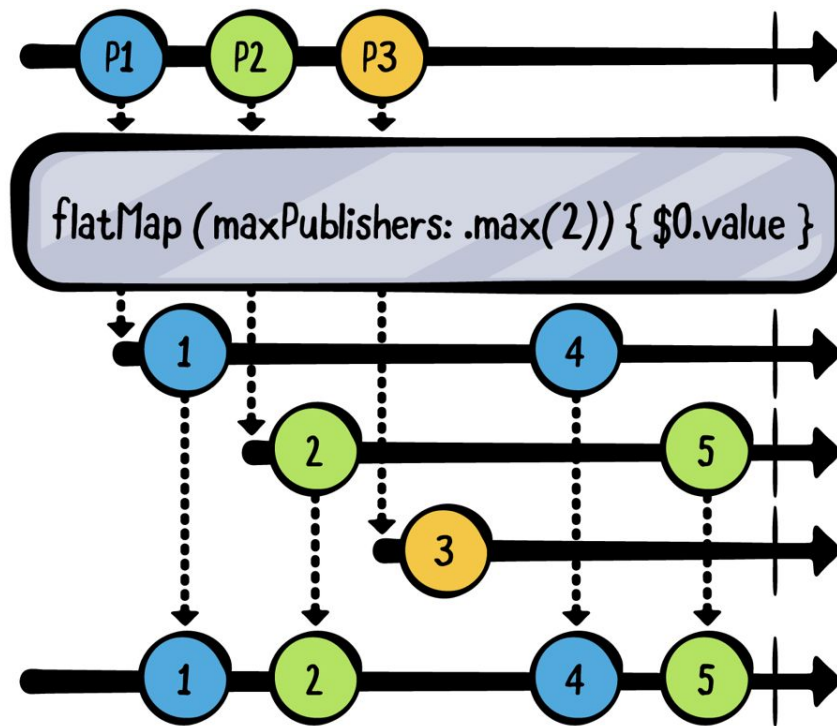 P1 P2 P3
flatMap (maxPublishers: .max(2)) { $0.value }
1 4
2 5
3
1 2 4 5